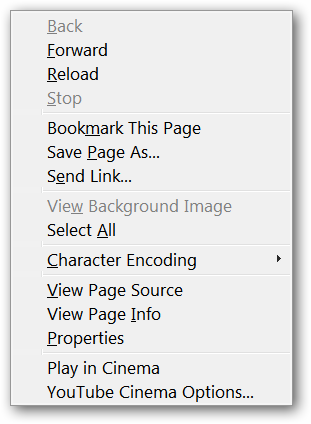 Back
Forward
Reload
Stop
Bookmark This Page
Save Page As...
Send Link...
View Background Image
Select All
Character Encoding
View Page Source
View Page Info
Properties
Play in Cinema
YouTube Cinema Options...